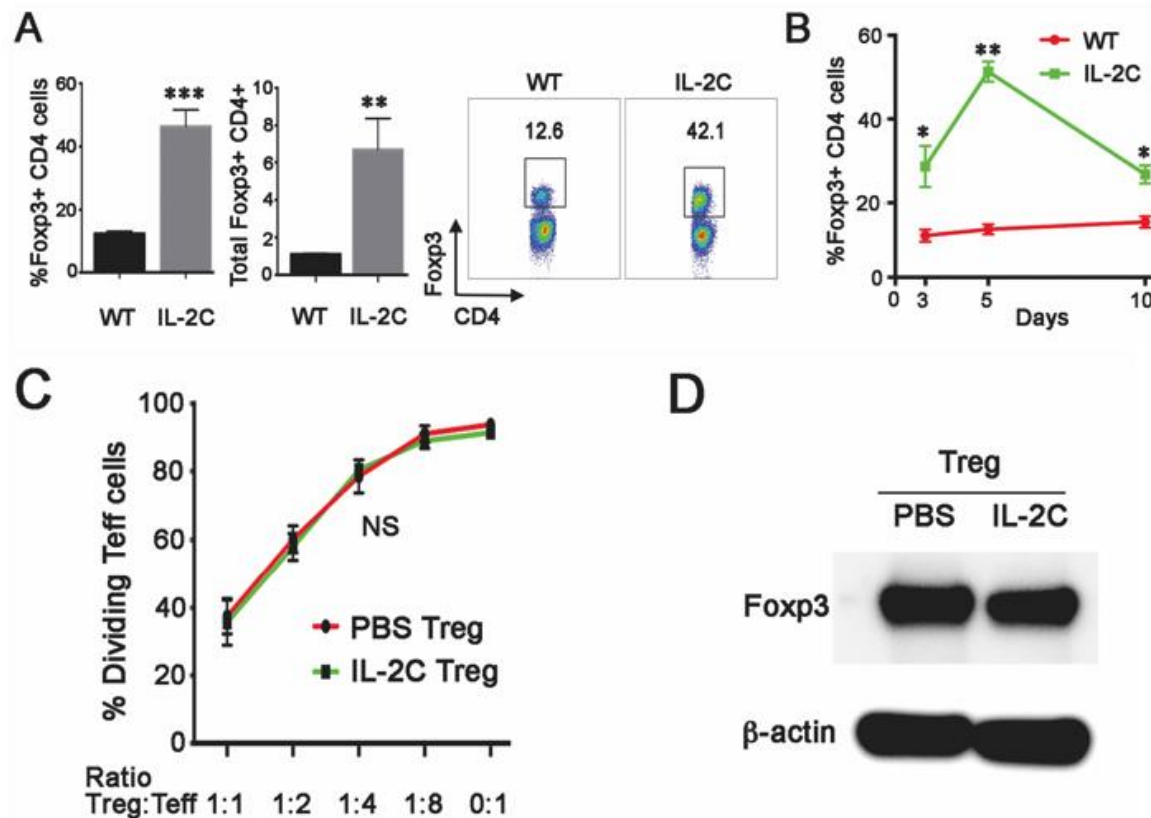 A
%Foxp3+ CD4 cells
60
40
20
0
***
WT IL-2C
Total Foxp3+ CD4+
10
8
6
4
2
0
**
WT IL-2C
WT IL-2C
12.6 42.1
Foxp3
CD4
B
%Foxp3+ CD4 cells
60
40
20
0
* ** *
WT
IL-2C
0 3 5 10
Days
C
% Dividing Teff cells
100
80
60
40
20
0
NS
PBS Treg
IL-2C Treg
Ratio
Treg:Teff 1:1 1:2 1:4 1:8 0:1
D
Treg
PBS IL-2C
Foxp3
β-actin